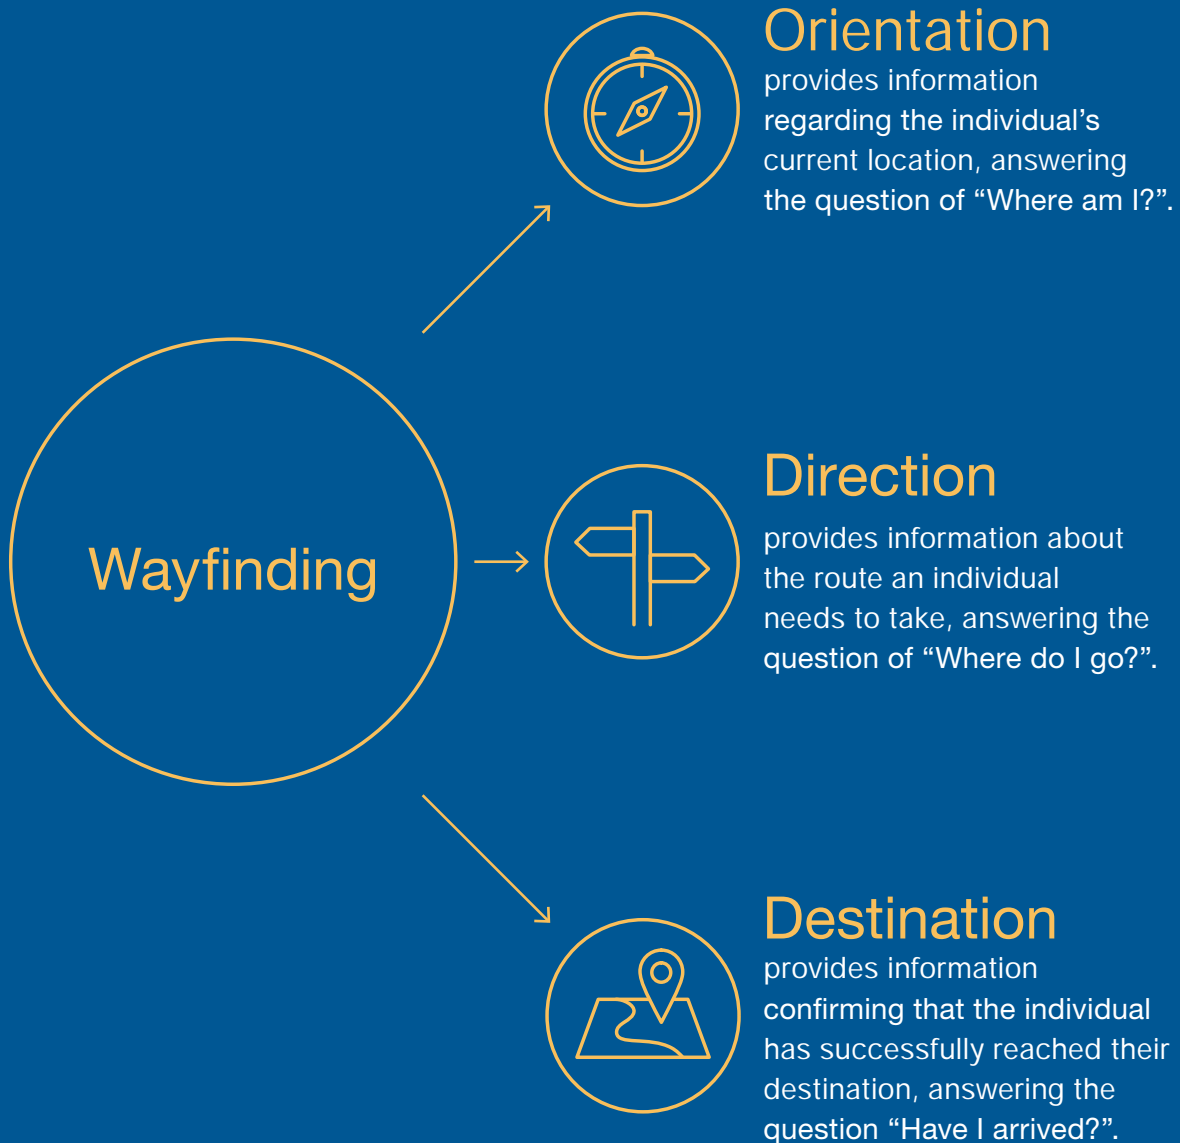 Orientation
provides information
regarding the individual’s
current location, answering
the question of “Where am I?”.
Wayfinding
Direction
provides information about
the route an individual
needs to take, answering the
question of “Where do I go?”.
Destination
provides information
confirming that the individual
has successfully reached their
destination, answering the
question “Have I arrived?”.